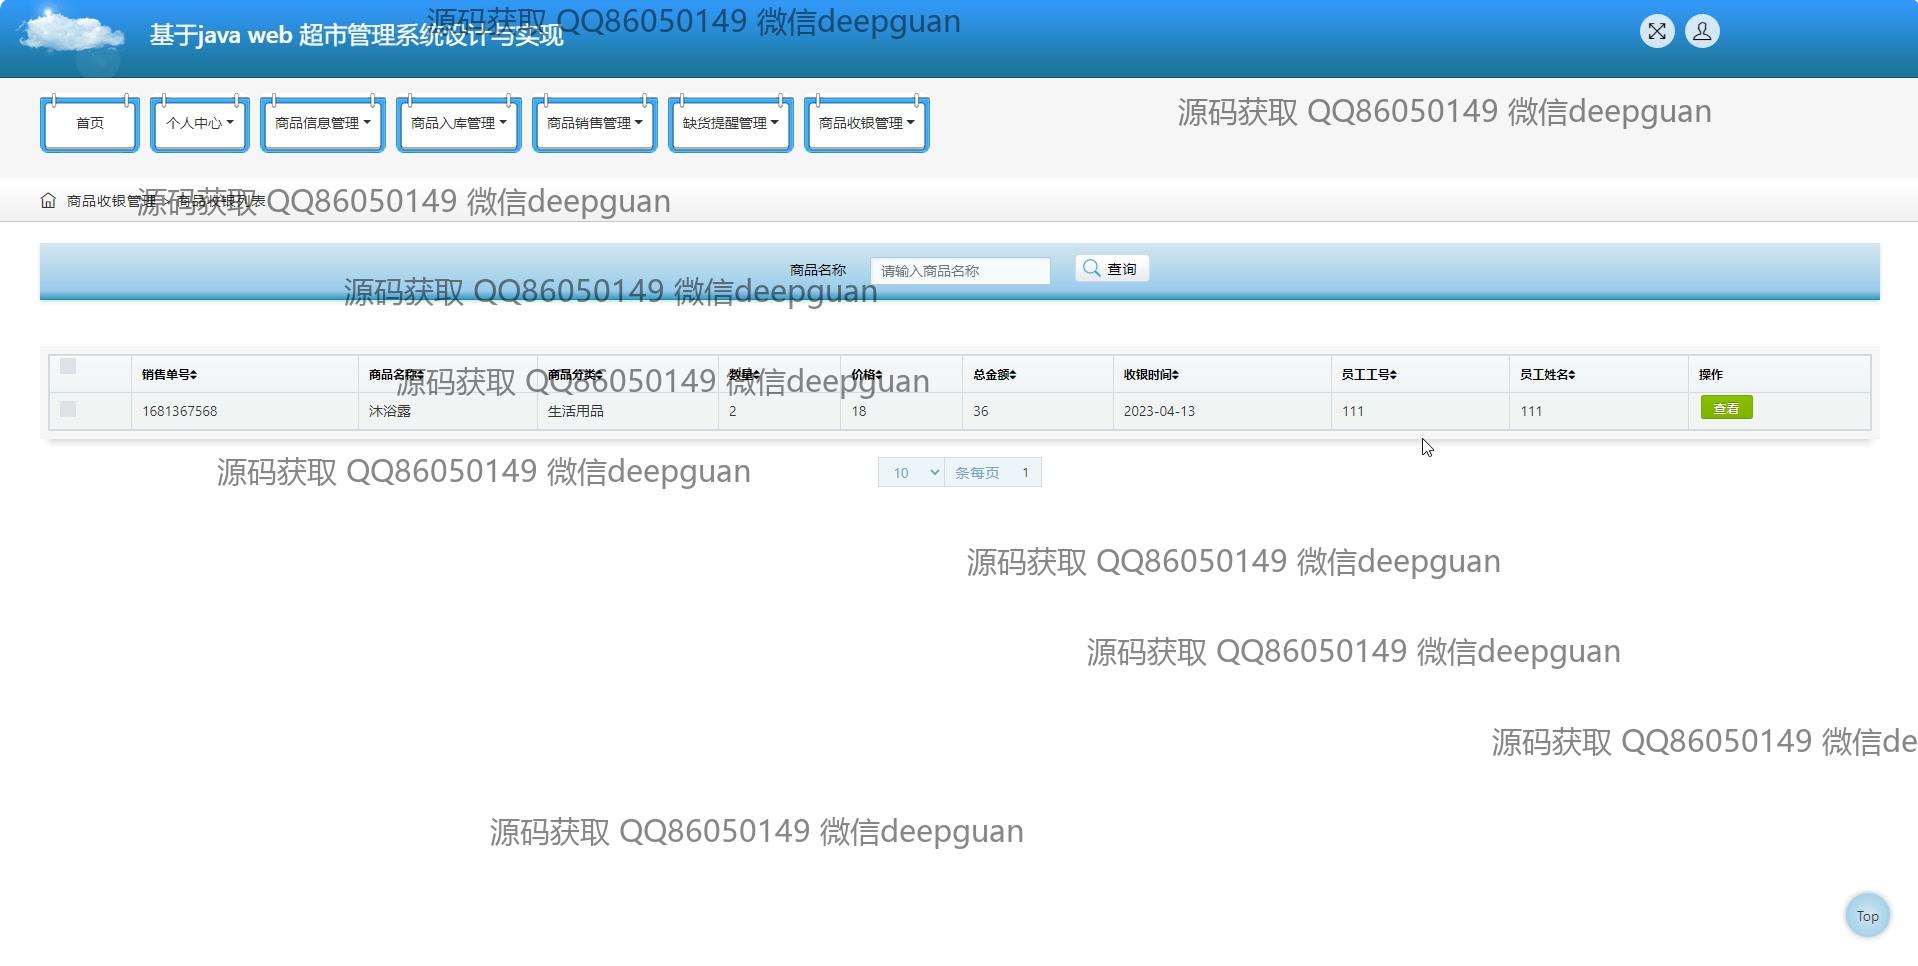 基于java web 超市管理系统设计与实现
源码获取 QQ86050149 微信deepguan
首页 个人中心 商品信息管理 商品入库管理 商品销售管理 缺货提醒管理 商品收银管理
源码获取 QQ86050149 微信deepguan
商品收银管理 > 商品收银列表
源码获取 QQ86050149 微信deepguan
商品名称 请输入商品名称 查询
源码获取 QQ86050149 微信deepguan
销售单号 商品名称 商品分类 数量 价格 总金额 收银时间 员工工号 员工姓名 操作
源码获取 QQ86050149 微信deepguan
1681367568 沐浴露 生活用品 2 18 36 2023-04-13 111 111 查看
源码获取 QQ86050149 微信deepguan
10 条每页 1
源码获取 QQ86050149 微信deepguan
源码获取 QQ86050149 微信deepguan
源码获取 QQ86050149 微信de
源码获取 QQ86050149 微信deepguan
Top